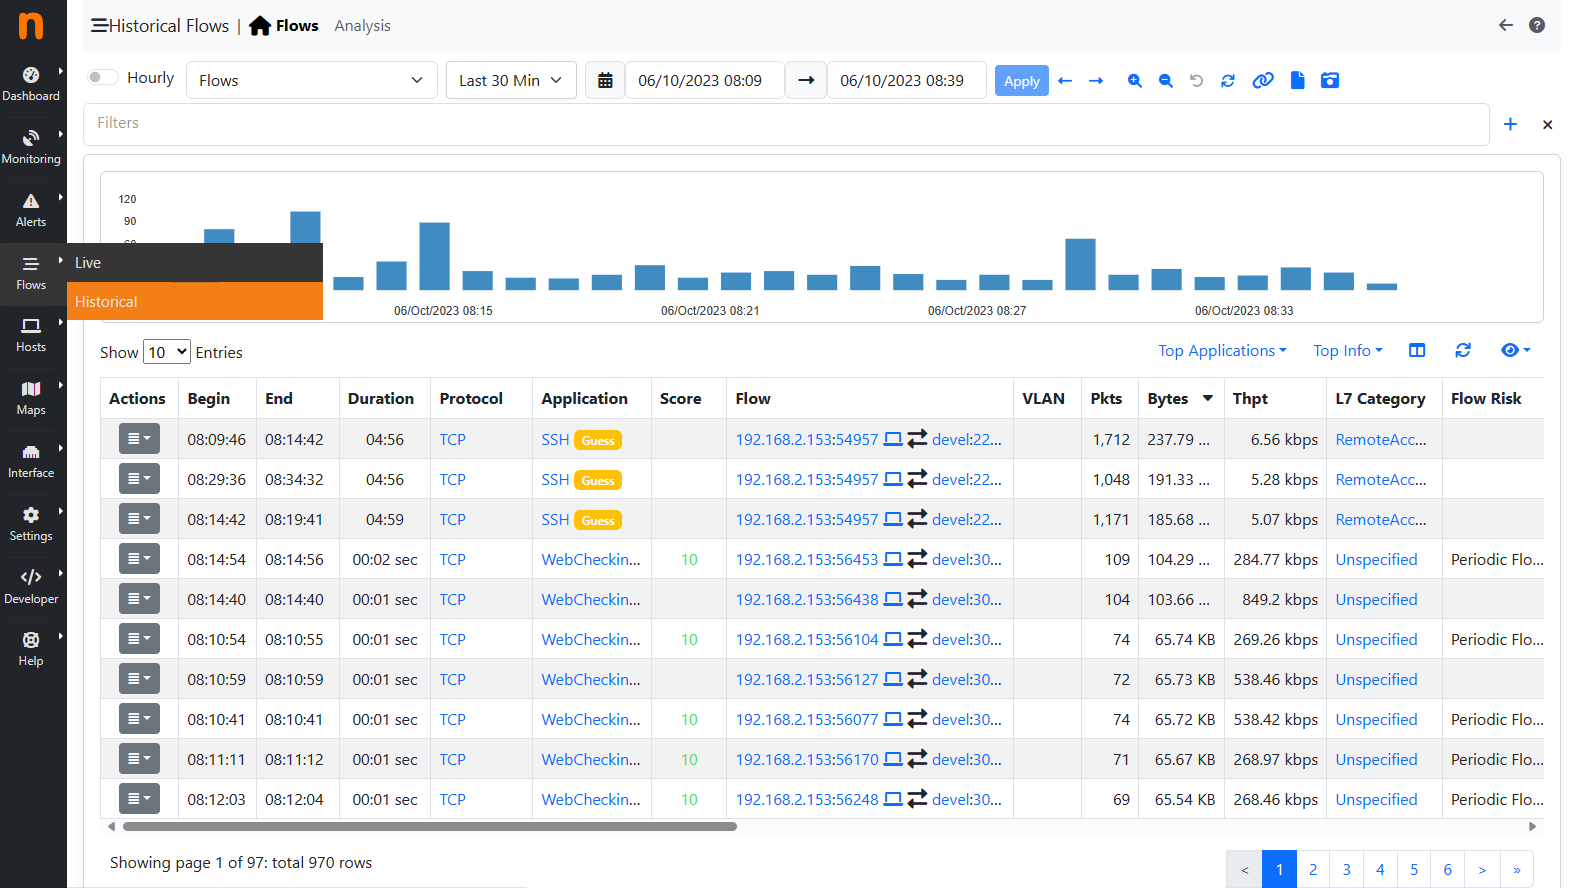 n
Historical Flows | Flows Analysis
Hourly Flows Last 30 Min 06/10/2023 08:09 06/10/2023 08:39 Apply
Filters
Dashboard
Monitoring
Alerts
Flows
Hosts
Maps
Interface
Settings
Developer
Help
Live
Historical
120
90
06/Oct/2023 08:15 06/Oct/2023 08:21 06/Oct/2023 08:27 06/Oct/2023 08:33
Show 10 Entries Top Applications Top Info
Actions Begin End Duration Protocol Application Score Flow VLAN Pkts Bytes Thpt L7 Category Flow Risk
08:09:46 08:14:42 04:56 TCP SSH Guess 192.168.2.153:54957 devel:22... 1,712 237.79 ... 6.56 kbps RemoteAcc...
08:29:36 08:34:32 04:56 TCP SSH Guess 192.168.2.153:54957 devel:22... 1,048 191.33 ... 5.28 kbps RemoteAcc...
08:14:42 08:19:41 04:59 TCP SSH Guess 192.168.2.153:54957 devel:22... 1,171 185.68 ... 5.07 kbps RemoteAcc...
08:14:54 08:14:56 00:02 sec TCP WebCheckin... 10 192.168.2.153:56453 devel:30... 109 104.29 ... 284.77 kbps Unspecified Periodic Flo...
08:14:40 08:14:40 00:01 sec TCP WebCheckin... 192.168.2.153:56438 devel:30... 104 103.66 ... 849.2 kbps Unspecified
08:10:54 08:10:55 00:01 sec TCP WebCheckin... 10 192.168.2.153:56104 devel:30... 74 65.74 KB 269.26 kbps Unspecified Periodic Flo...
08:10:59 08:10:59 00:01 sec TCP WebCheckin... 192.168.2.153:56127 devel:30... 72 65.73 KB 538.46 kbps Unspecified
08:10:41 08:10:41 00:01 sec TCP WebCheckin... 10 192.168.2.153:56077 devel:30... 74 65.72 KB 538.42 kbps Unspecified Periodic Flo...
08:11:11 08:11:12 00:01 sec TCP WebCheckin... 10 192.168.2.153:56170 devel:30... 71 65.67 KB 268.97 kbps Unspecified Periodic Flo...
08:12:03 08:12:04 00:01 sec TCP WebCheckin... 10 192.168.2.153:56248 devel:30... 69 65.54 KB 268.46 kbps Unspecified Periodic Flo...
Showing page 1 of 97: total 970 rows
< 1 2 3 4 5 6 > »